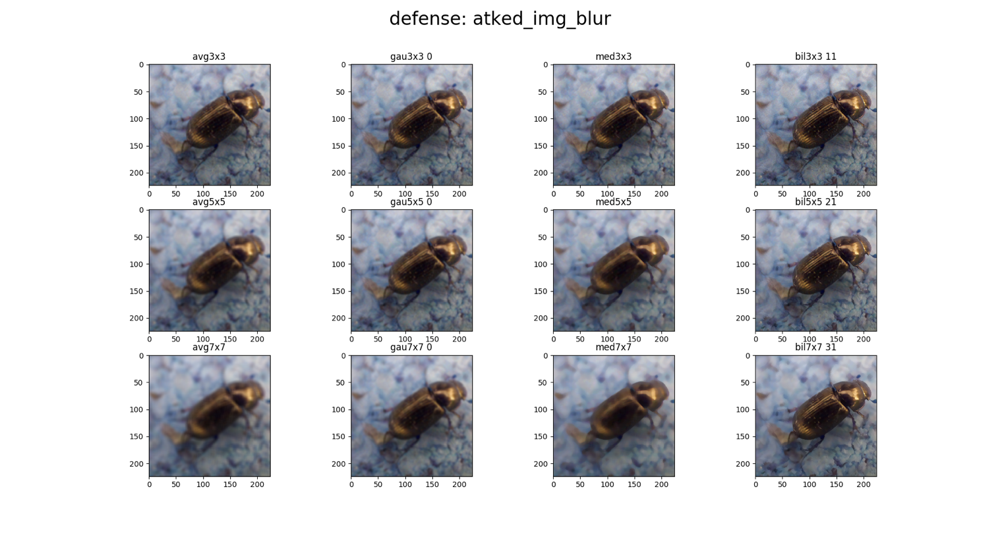 defense: atked_img_blur
avg3x3 gau3x3 0 med3x3 bil3x3 11
0 0 0 0
50 50 50 50
100 100 100 100
150 150 150 150
200 200 200 200
0 50 100 150 200 0 50 100 150 200 0 50 100 150 200 0 50 100 150 200
avg5x5 gau5x5 0 med5x5 bil5x5 21
0 0 0 0
50 50 50 50
100 100 100 100
150 150 150 150
200 200 200 200
0 50 100 150 200 0 50 100 150 200 0 50 100 150 200 0 50 100 150 200
avg7x7 gau7x7 0 med7x7 bil7x7 31
0 0 0 0
50 50 50 50
100 100 100 100
150 150 150 150
200 200 200 200
0 50 100 150 200 0 50 100 150 200 0 50 100 150 200 0 50 100 150 200